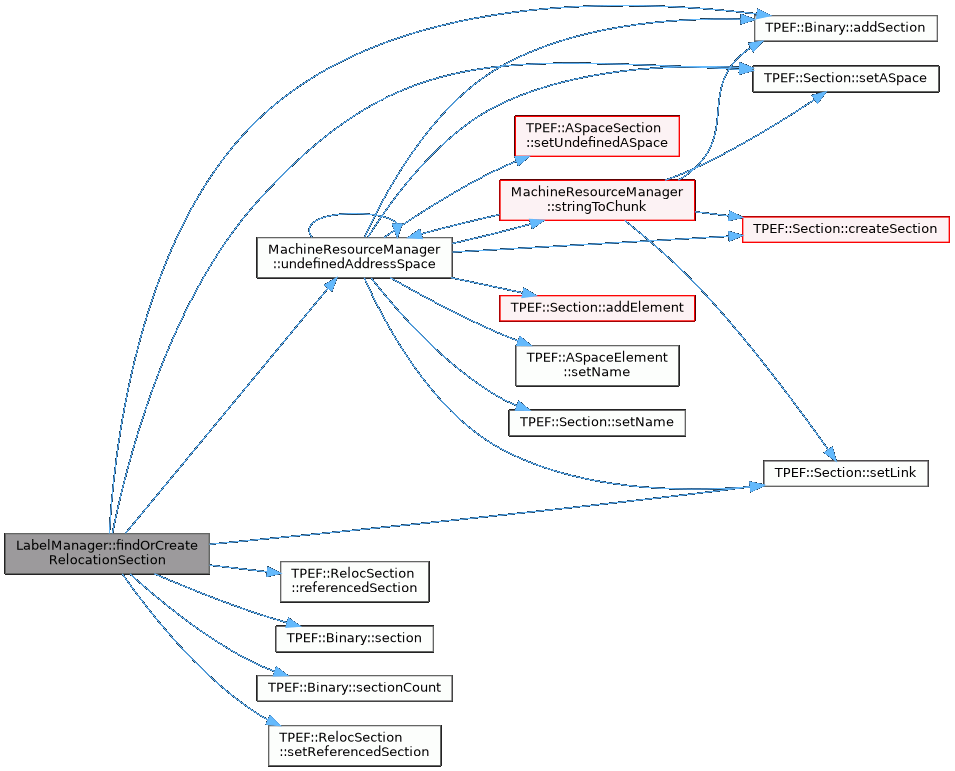 TPEF::Binary::addSection
TPEF::Section::setASpace
TPEF::ASpaceSection
::setUndefinedASpace
MachineResourceManager
::stringToChunk
TPEF::Section::createSection
MachineResourceManager
::undefinedAddressSpace
TPEF::Section::addElement
TPEF::ASpaceElement
::setName
TPEF::Section::setName
TPEF::Section::setLink
LabelManager::findOrCreate
RelocationSection
TPEF::RelocSection
::referencedSection
TPEF::Binary::section
TPEF::Binary::sectionCount
TPEF::RelocSection
::setReferencedSection